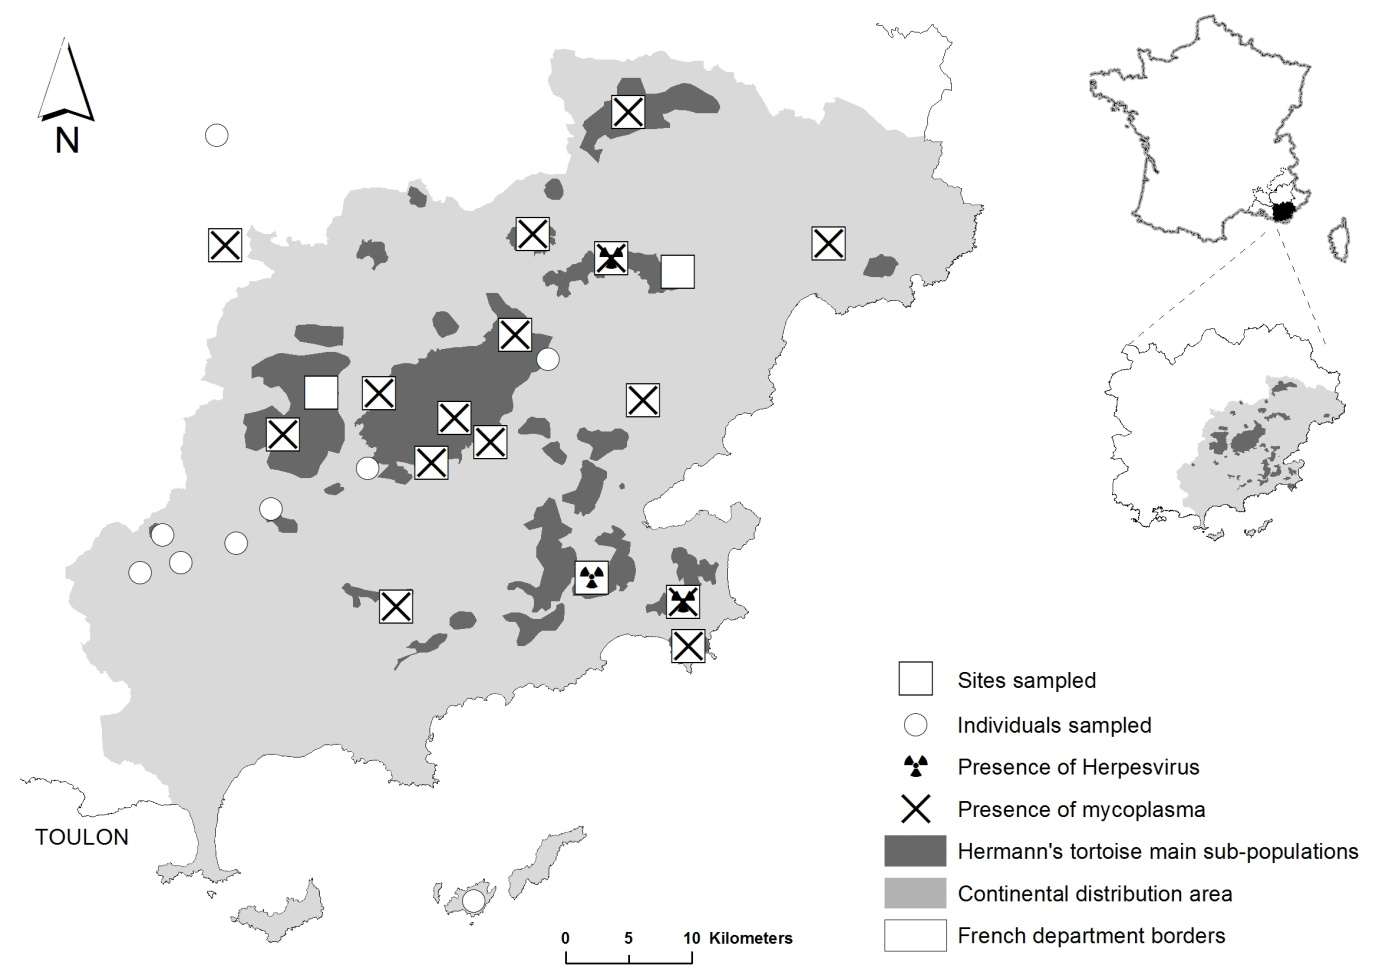 N
TOULON
0 5 10 Kilometers
Sites sampled
Individuals sampled
Presence of Herpesvirus
Presence of mycoplasma
Hermann's tortoise main sub-populations
Continental distribution area
French department borders